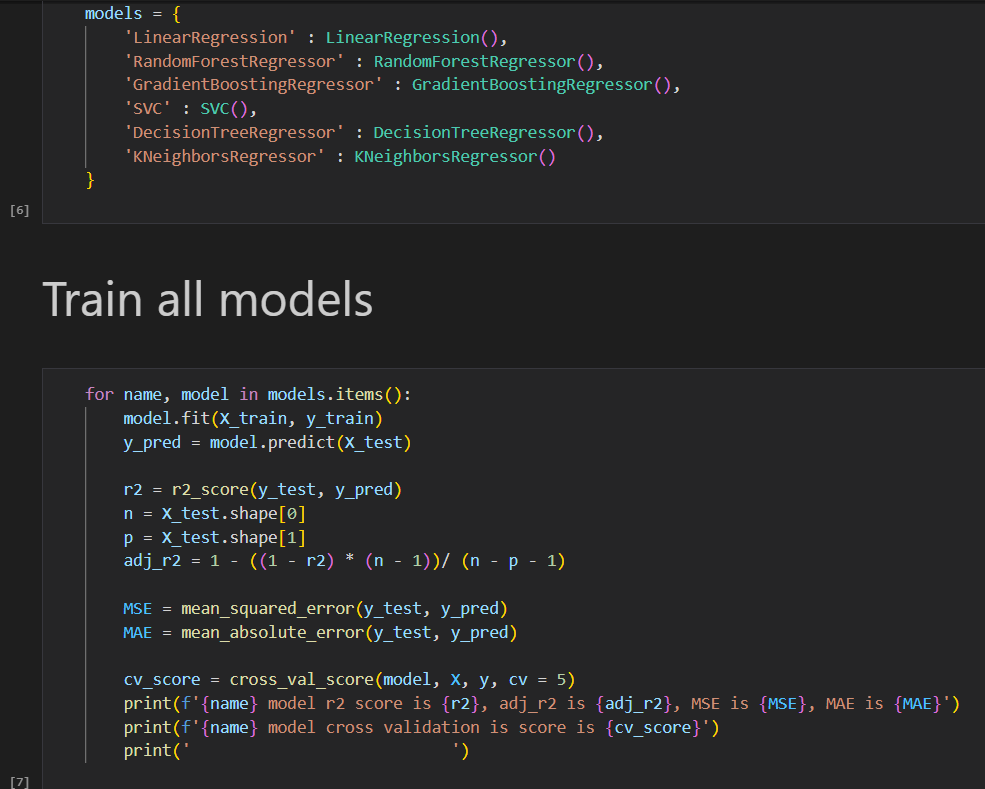 models = {
    'LinearRegression' : LinearRegression(),
    'RandomForestRegressor' : RandomForestRegressor(),
    'GradientBoostingRegressor' : GradientBoostingRegressor(),
    'SVC' : SVC(),
    'DecisionTreeRegressor' : DecisionTreeRegressor(),
    'KNeighborsRegressor' : KNeighborsRegressor()
}
[6]
Train all models
for name, model in models.items():
    model.fit(X_train, y_train)
    y_pred = model.predict(X_test)
    r2 = r2_score(y_test, y_pred)
    n = X_test.shape[0]
    p = X_test.shape[1]
    adj_r2 = 1 - ((1 - r2) * (n - 1))/ (n - p - 1)
    MSE = mean_squared_error(y_test, y_pred)
    MAE = mean_absolute_error(y_test, y_pred)
    cv_score = cross_val_score(model, X, y, cv = 5)
    print(f'{name} model r2 score is {r2}, adj_r2 is {adj_r2}, MSE is {MSE}, MAE is {MAE}')
    print(f'{name} model cross validation is score is {cv_score}')
    print('                            ')
[7]